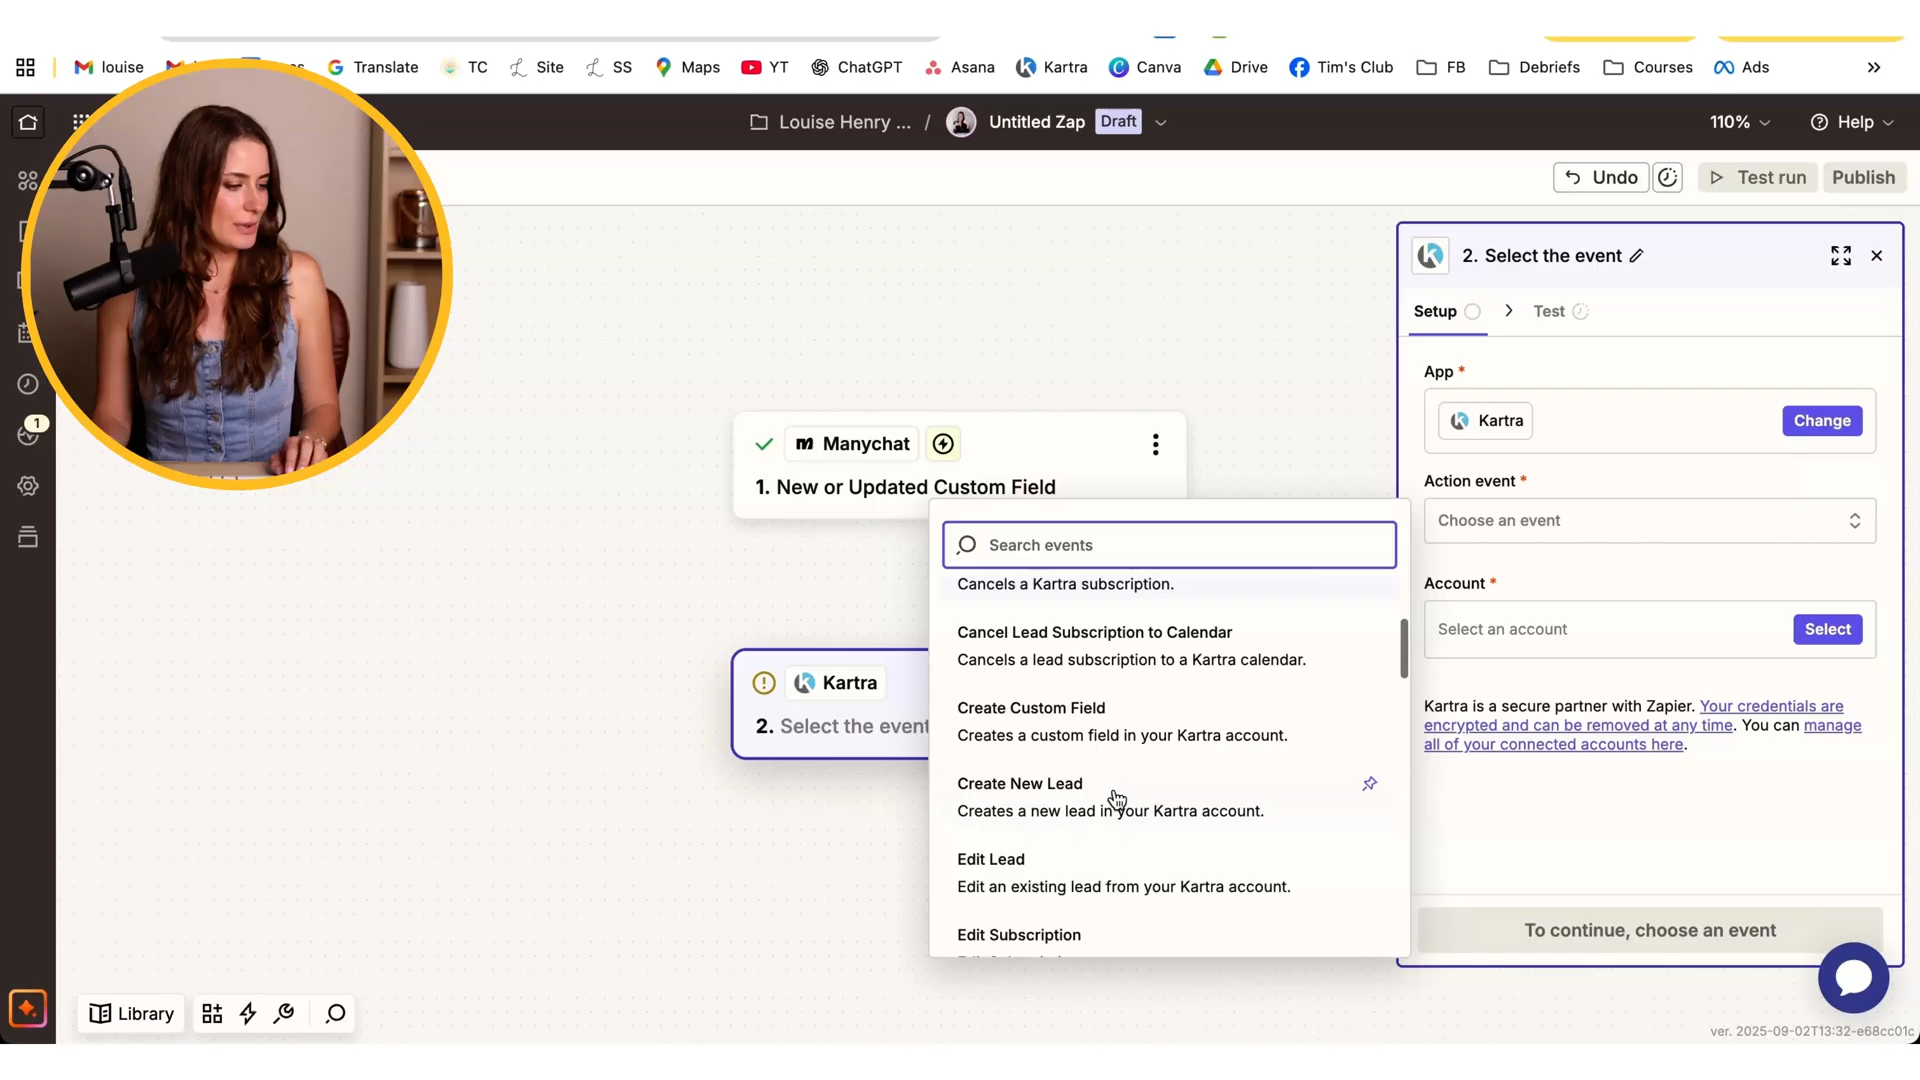 louise
Translate
TC
Site
SS
Maps
YT
ChatGPT
Asana
Kartra
Canva
Drive
Tim's Club
FB
Debriefs
Courses
Ads
Louise Henry ... / Untitled Zap Draft
110%
Help
Undo
Test run
Publish
2. Select the event
Setup
Test
App *
Kartra
Change
Action event *
Choose an event
Account *
Select an account
Select
Kartra is a secure partner with Zapier. Your credentials are
encrypted and can be removed at any time. You can manage
all of your connected accounts here.
To continue, choose an event
1
Manychat
1. New or Updated Custom Field
Kartra
2. Select the event
Search events
Cancels a Kartra subscription.
Cancel Lead Subscription to Calendar
Cancels a lead subscription to a Kartra calendar.
Create Custom Field
Creates a custom field in your Kartra account.
Create New Lead
Creates a new lead in your Kartra account.
Edit Lead
Edit an existing lead from your Kartra account.
Edit Subscription
Library
ver. 2025-09-02T13:32-e68cc01c